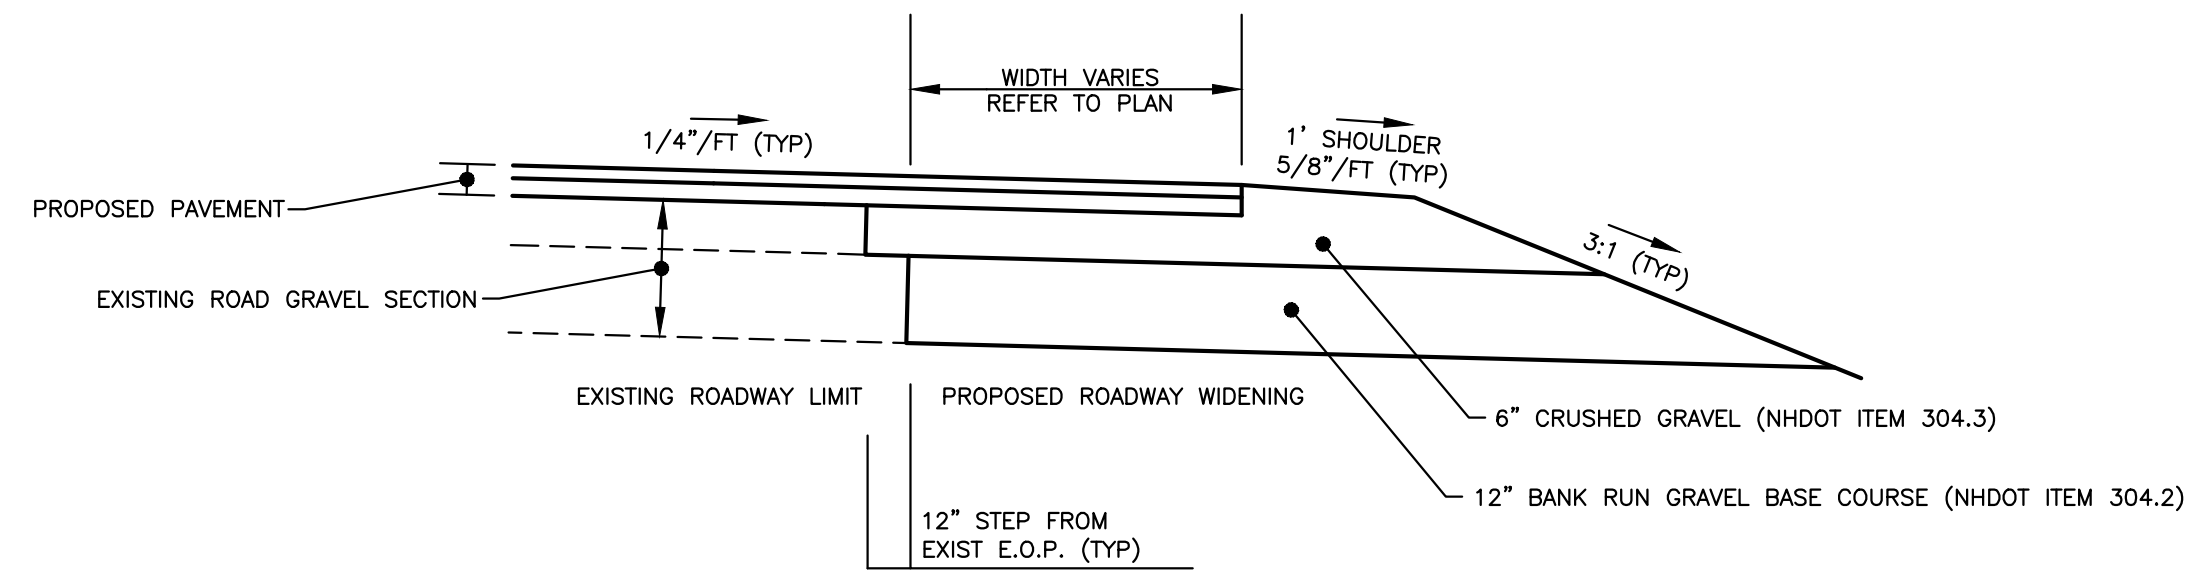 WIDTH VARIES
REFER TO PLAN
1/4”/FT (TYP)
1’ SHOULDER
5/8”/FT (TYP)
PROPOSED PAVEMENT
3:1 (TYP)
EXISTING ROAD GRAVEL SECTION
EXISTING ROADWAY LIMIT
PROPOSED ROADWAY WIDENING
6” CRUSHED GRAVEL (NHDOT ITEM 304.3)
12” BANK RUN GRAVEL BASE COURSE (NHDOT ITEM 304.2)
12” STEP FROM
EXIST E.O.P. (TYP)